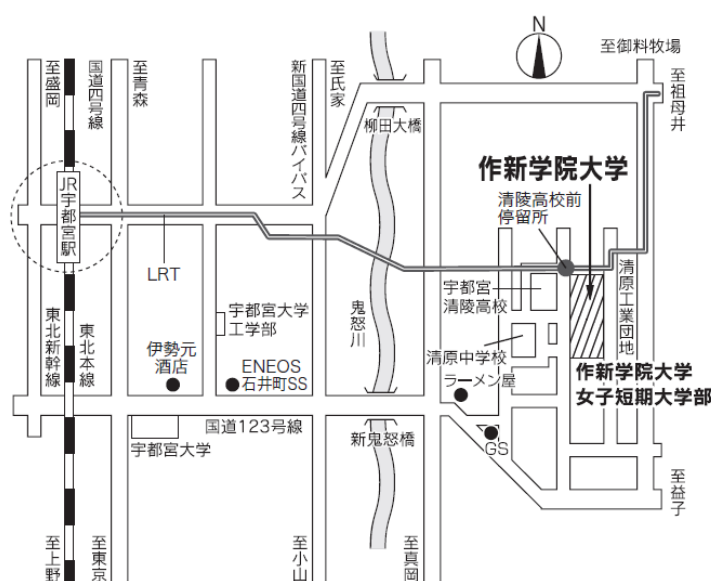 N
至御料牧場
至盛岡
国道四号線
至青森
新国道四号線バイパス
至氏家
至祖母井
柳田大橋
作新学院大学
清陵高校前
停留所
JR宇都宮駅
LRT
宇都宮
清陵高校
清原工業団地
宇都宮大学
工学部
鬼怒川
東北新幹線
東北本線
伊勢元
酒店
ENEOS
石井町SS
清原中学校
ラーメン屋
作新学院大学
女子短期大学部
国道123号線
宇都宮大学
新鬼怒橋
GS
至益子
至上野
至東京
至小山
至真岡